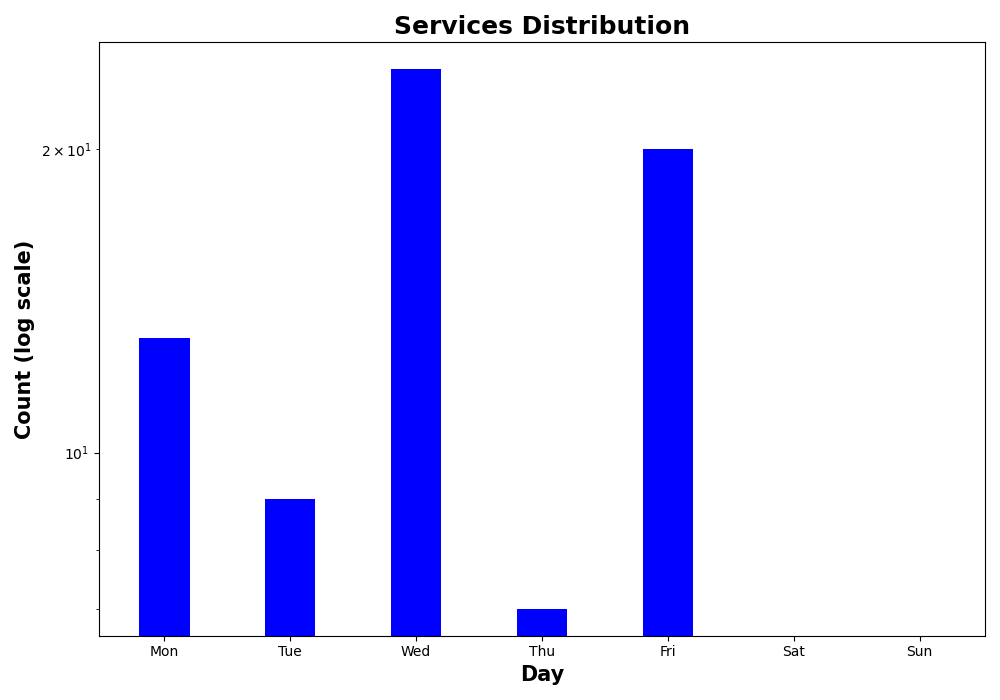 Services Distribution
Count (log scale)
2 × 10¹
10¹
Mon Tue Wed Thu Fri Sat Sun
Day